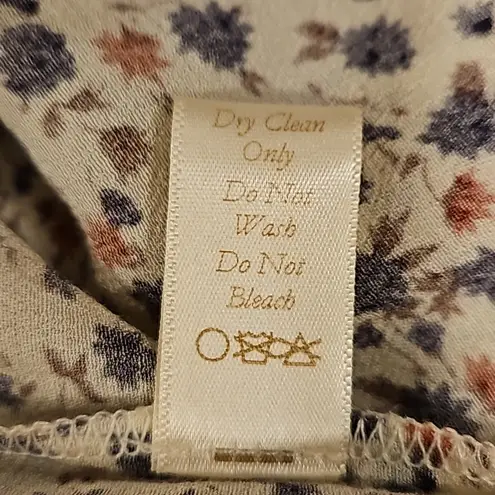 Dry Clean
Only
Do Not
Wash
Do Not
Bleach